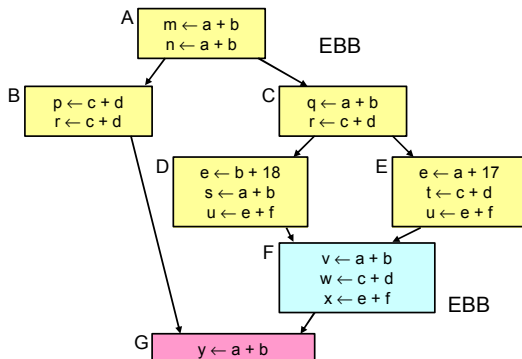 A
m ← a + b
n ← a + b
EBB
B
p ← c + d
r ← c + d
C
q ← a + b
r ← c + d
D
e ← b + 18
s ← a + b
u ← e + f
E
e ← a + 17
t ← c + d
u ← e + f
F
v ← a + b
w ← c + d
x ← e + f
EBB
G
y ← a + b